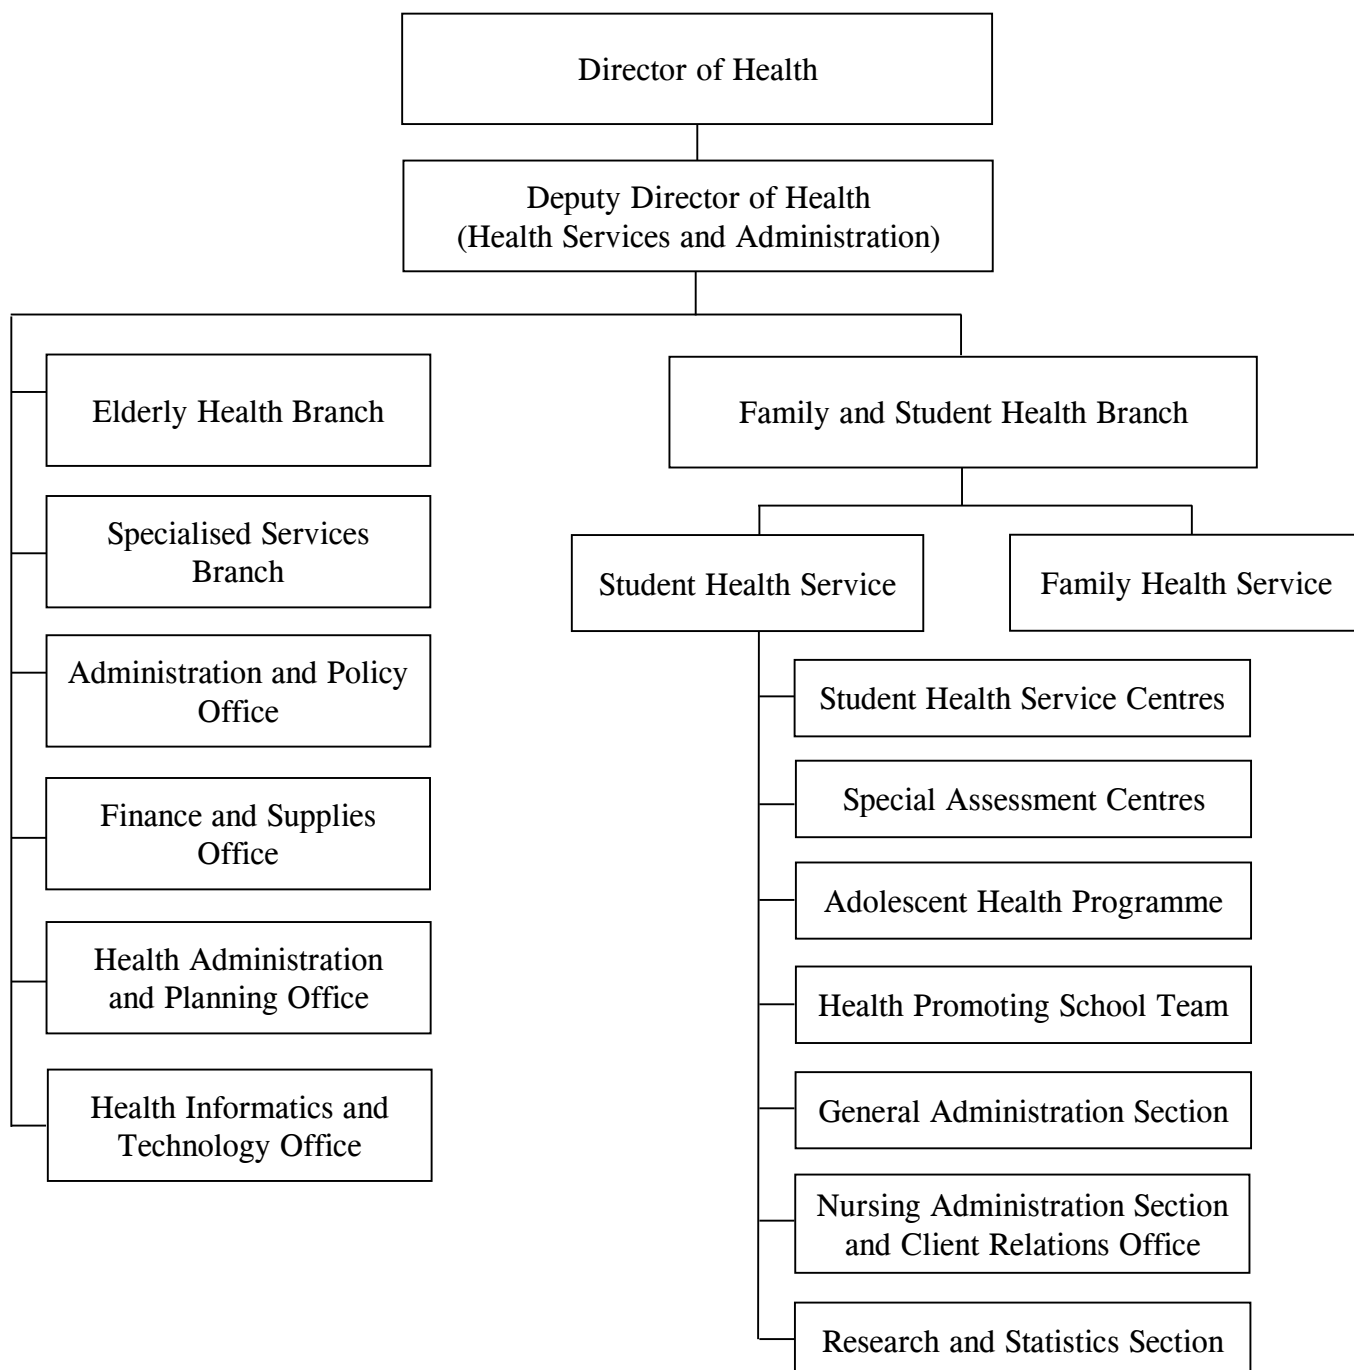 Director of Health
Deputy Director of Health
(Health Services and Administration)
Elderly Health Branch
Specialised Services
Branch
Administration and Policy
Office
Finance and Supplies
Office
Health Administration
and Planning Office
Health Informatics and
Technology Office
Family and Student Health Branch
Student Health Service
Family Health Service
Student Health Service Centres
Special Assessment Centres
Adolescent Health Programme
Health Promoting School Team
General Administration Section
Nursing Administration Section
and Client Relations Office
Research and Statistics Section